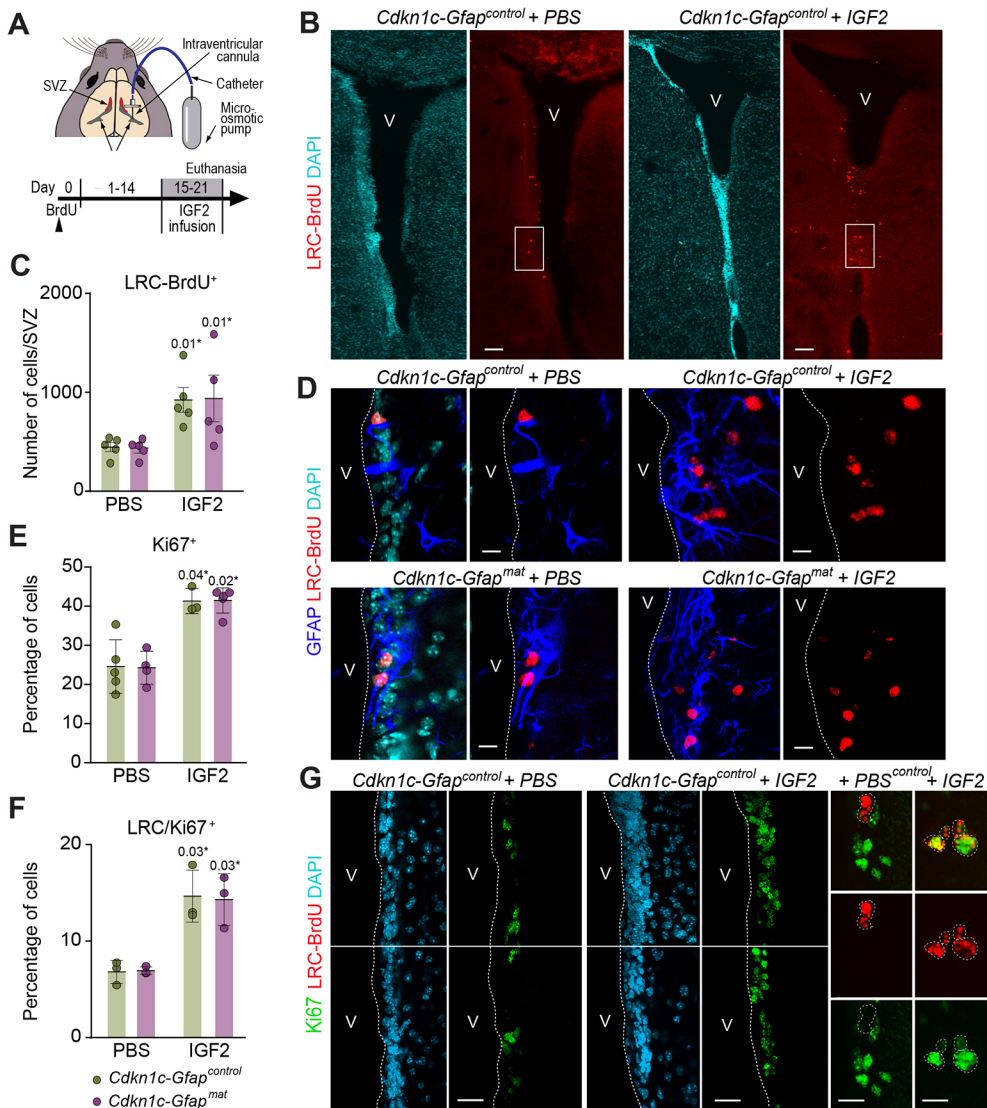 A
Intraventricular
cannula
SVZ
Catheter
Micro-
osmotic
pump
Euthanasia
Day 0 1-14 15-21
BrdU IGF2
infusion
B
Cdkn1c-Gfap^control + PBS
Cdkn1c-Gfap^control + IGF2
LRC-BrdU DAPI
V
V
V
V
C
LRC-BrdU+
Number of cells/SVZ
2000
1000
0
0.01*
0.01*
PBS
IGF2
D
Cdkn1c-Gfap^control + PBS
Cdkn1c-Gfap^control + IGF2
GFAP LRC-BrdU DAPI
V
V
V
V
Cdkn1c-Gfap^mat + PBS
Cdkn1c-Gfap^mat + IGF2
V
V
V
V
E
Ki67+
Percentage of cells
50
40
30
20
10
0
0.04*
0.02*
PBS
IGF2
F
LRC/Ki67+
Percentage of cells
20
10
0
0.03*
0.03*
PBS
IGF2
Cdkn1c-Gfap^control
Cdkn1c-Gfap^mat
G
Cdkn1c-Gfap^control + PBS
Cdkn1c-Gfap^control + IGF2
+ PBS^control + IGF2
Ki67 LRC-BrdU DAPI
V
V
V
V
V
V
V
V